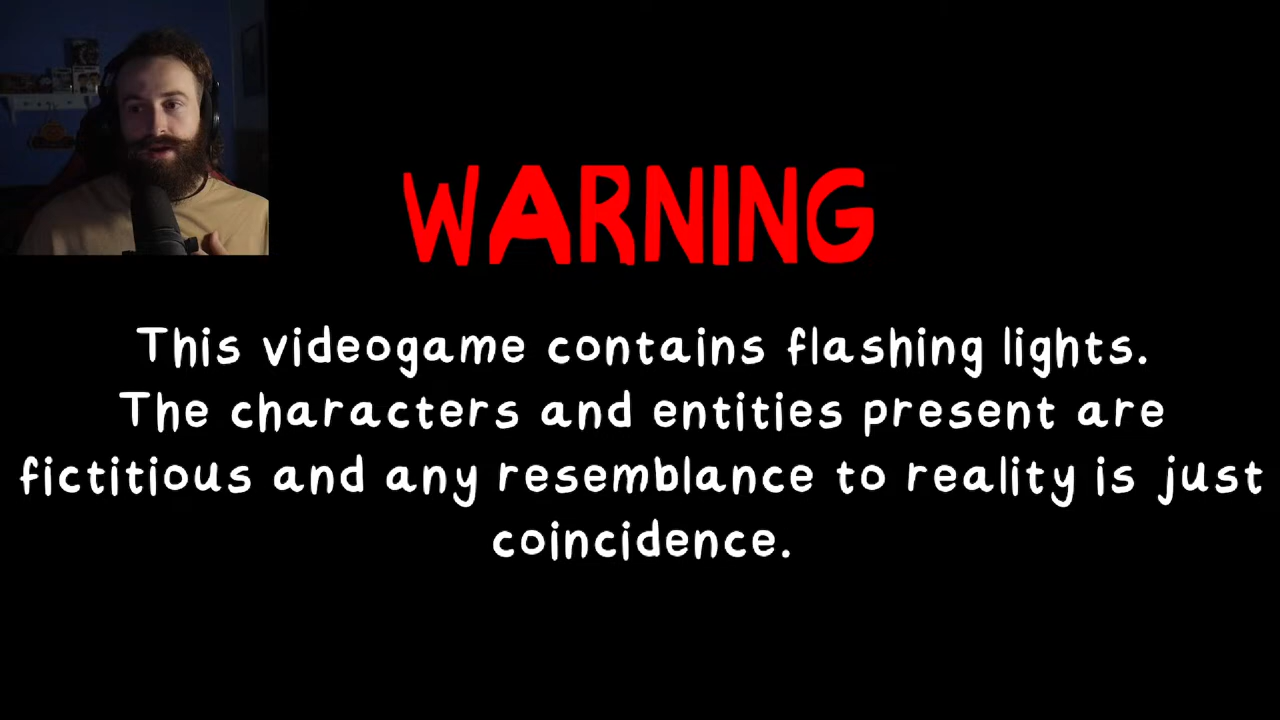 WARNING
This videogame contains flashing lights.
The characters and entities present are
fictitious and any resemblance to reality is just
coincidence.